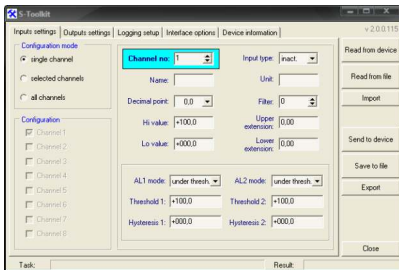 S-Toolkit
Inputs settings Outputs settings Logging setup Interface options Device information v 2.0.0.115
Configuration mode
single channel
selected channels
all channels
Configuration
Channel 1
Channel 2
Channel 3
Channel 4
Channel 5
Channel 6
Channel 7
Channel 8
Channel no: 1
Input type: inact.
Name:
Unit:
Decimal point: 0,0
Filter: 0
Hi value: +100,0
Upper extension: 0,00
Lo value: +000,0
Lower extension: 0,00
AL1 mode: under thresh.
AL2 mode: under thresh.
Threshold 1: +100,0
Threshold 2: +100,0
Hysteresis 1: +000,0
Hysteresis 2: +000,0
Read from device
Read from file
Import
Send to device
Save to file
Export
Close
Task:
Result: